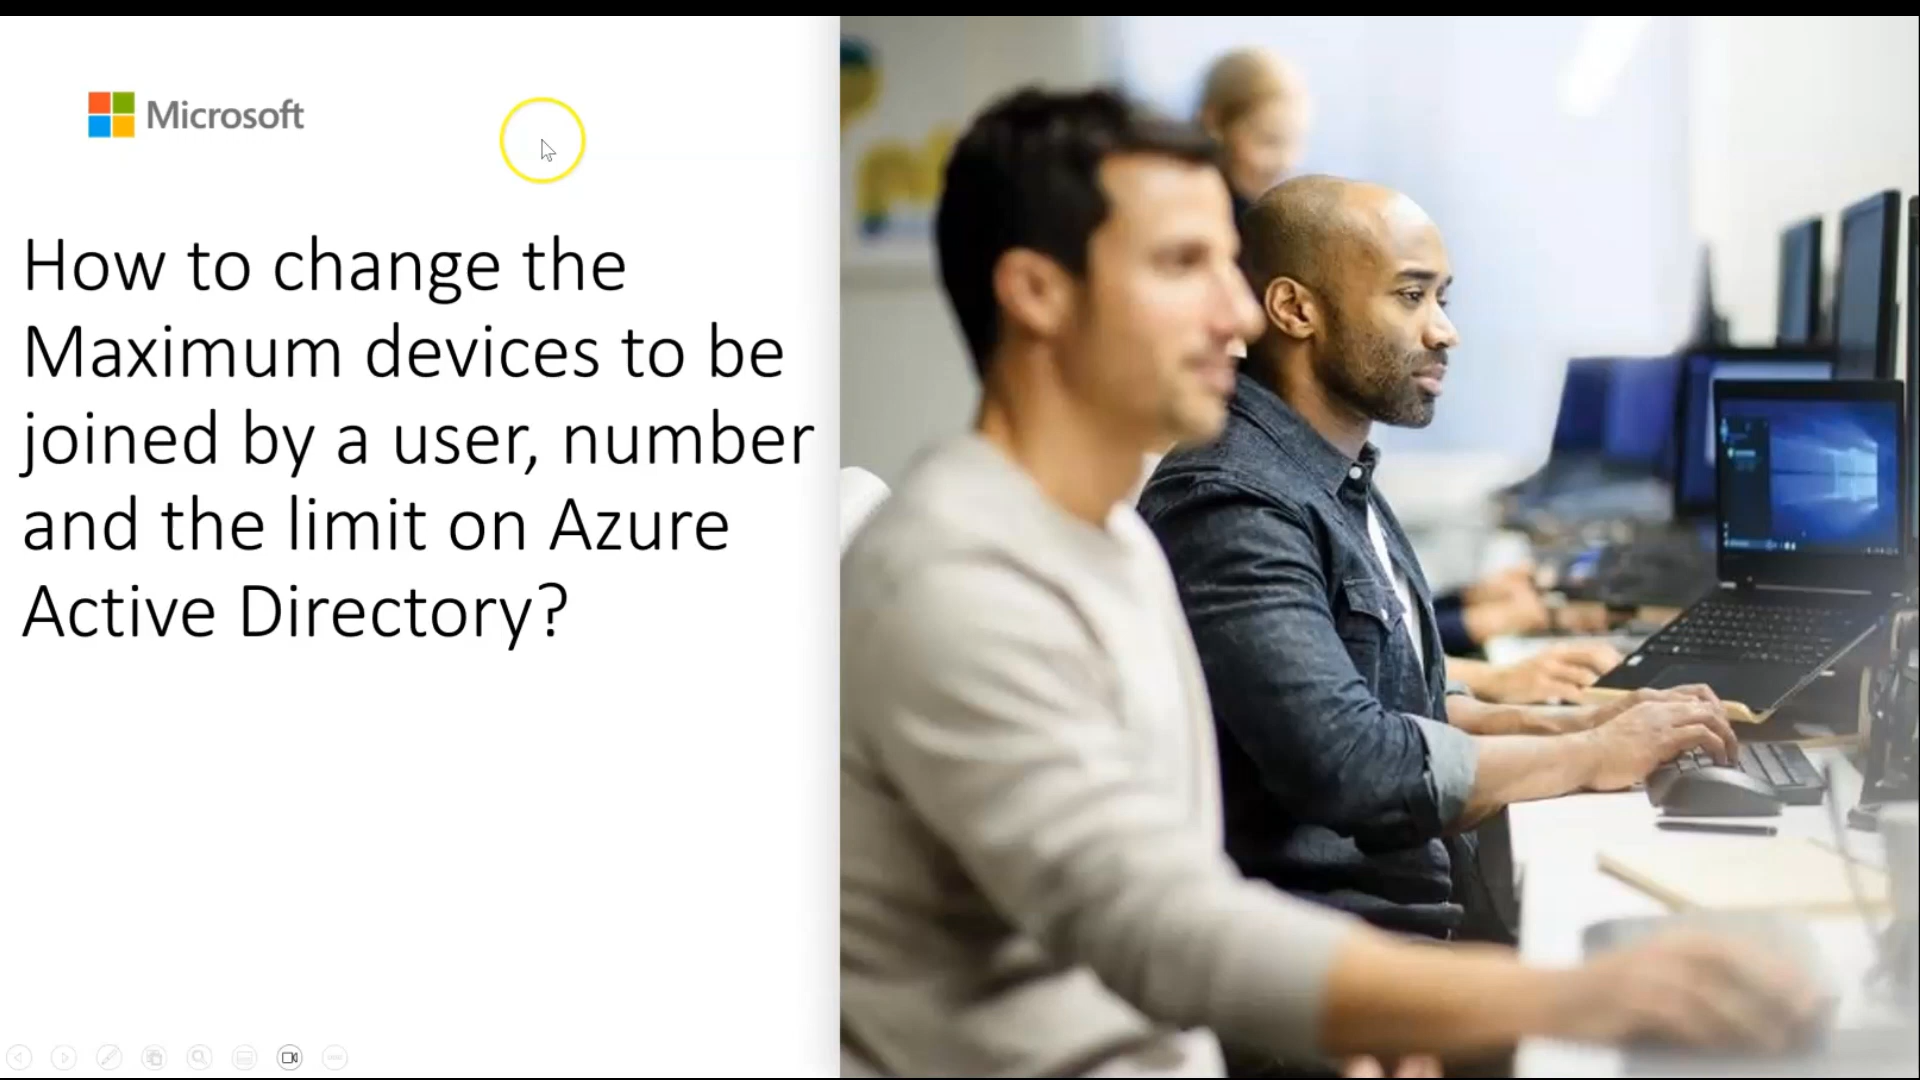 Microsoft
How to change the
Maximum devices to be
joined by a user, number
and the limit on Azure
Active Directory?